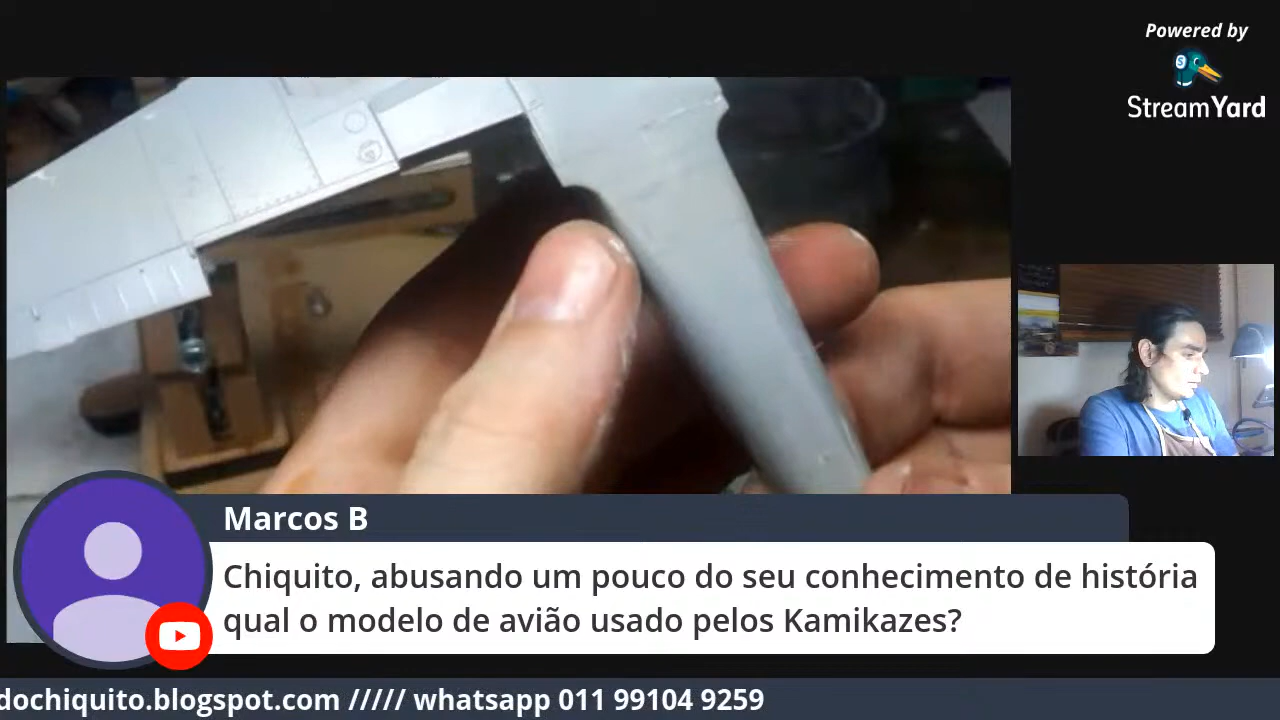 Powered by
StreamYard
Marcos B
Chiquito, abusando um pouco do seu conhecimento de história
qual o modelo de avião usado pelos Kamikazes?
dochiquito.blogspot.com ///// whatsapp 011 99104 9259